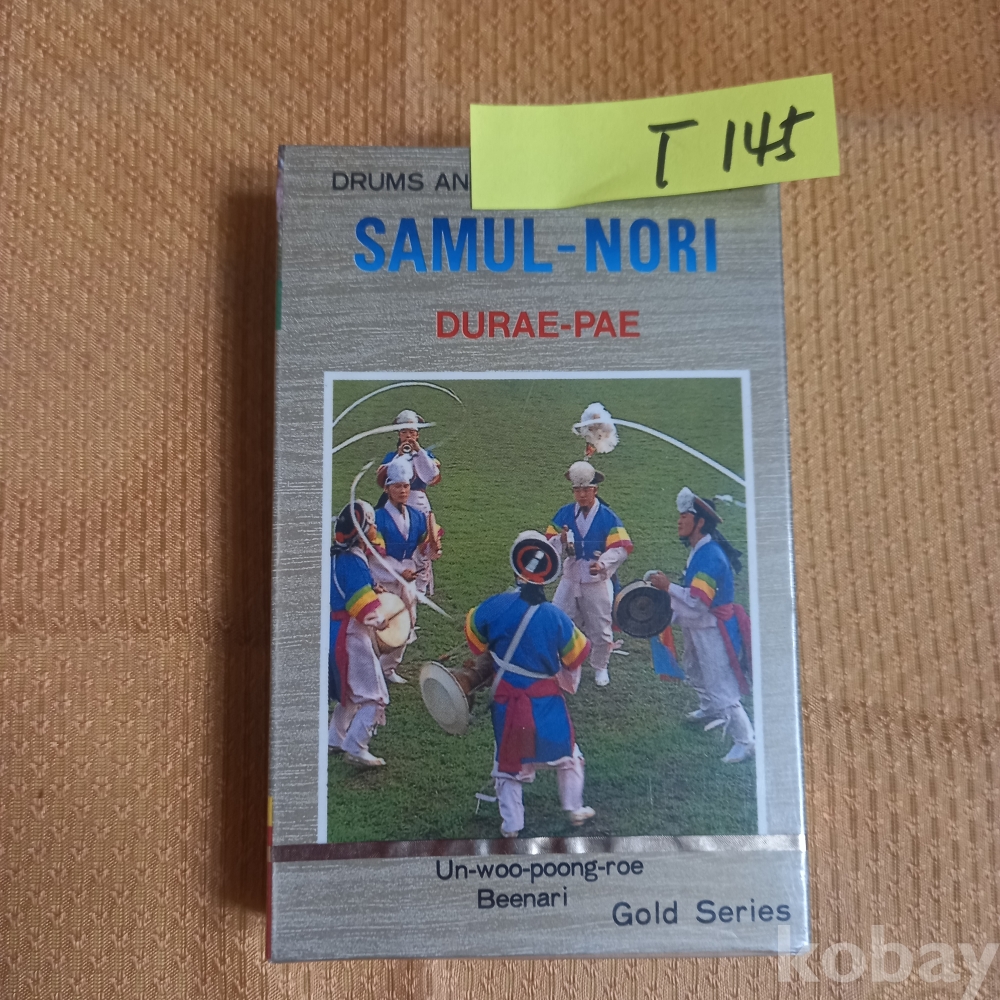 T 145
DRUMS AN
SAMUL-NORI
DURAE-PAE
Un-woo-poong-roe
Beenari
Gold Series
kobay